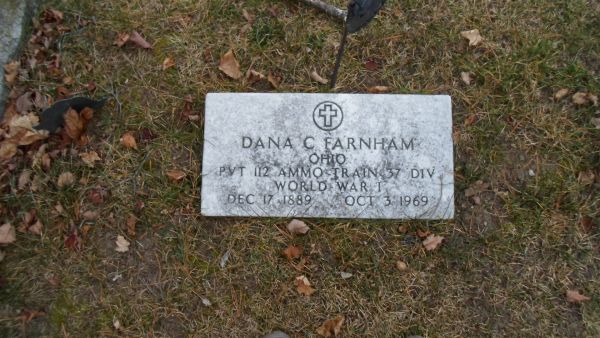 DANA C FARNHAM
OHIO
PVT 112 AMMO TRAIN 37 DIV
WORLD WAR I
DEC 17 1889 OCT 3 1969